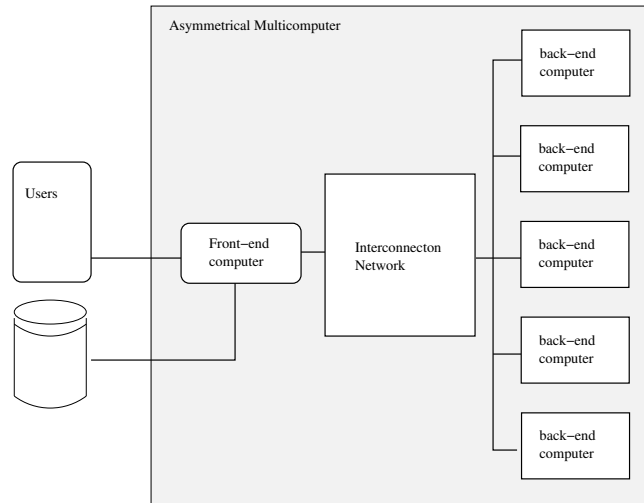 Asymmetrical Multicomputer
back−end
computer
back−end
computer
Users
Front−end
computer
Interconnecton
Network
back−end
computer
back−end
computer
back−end
computer